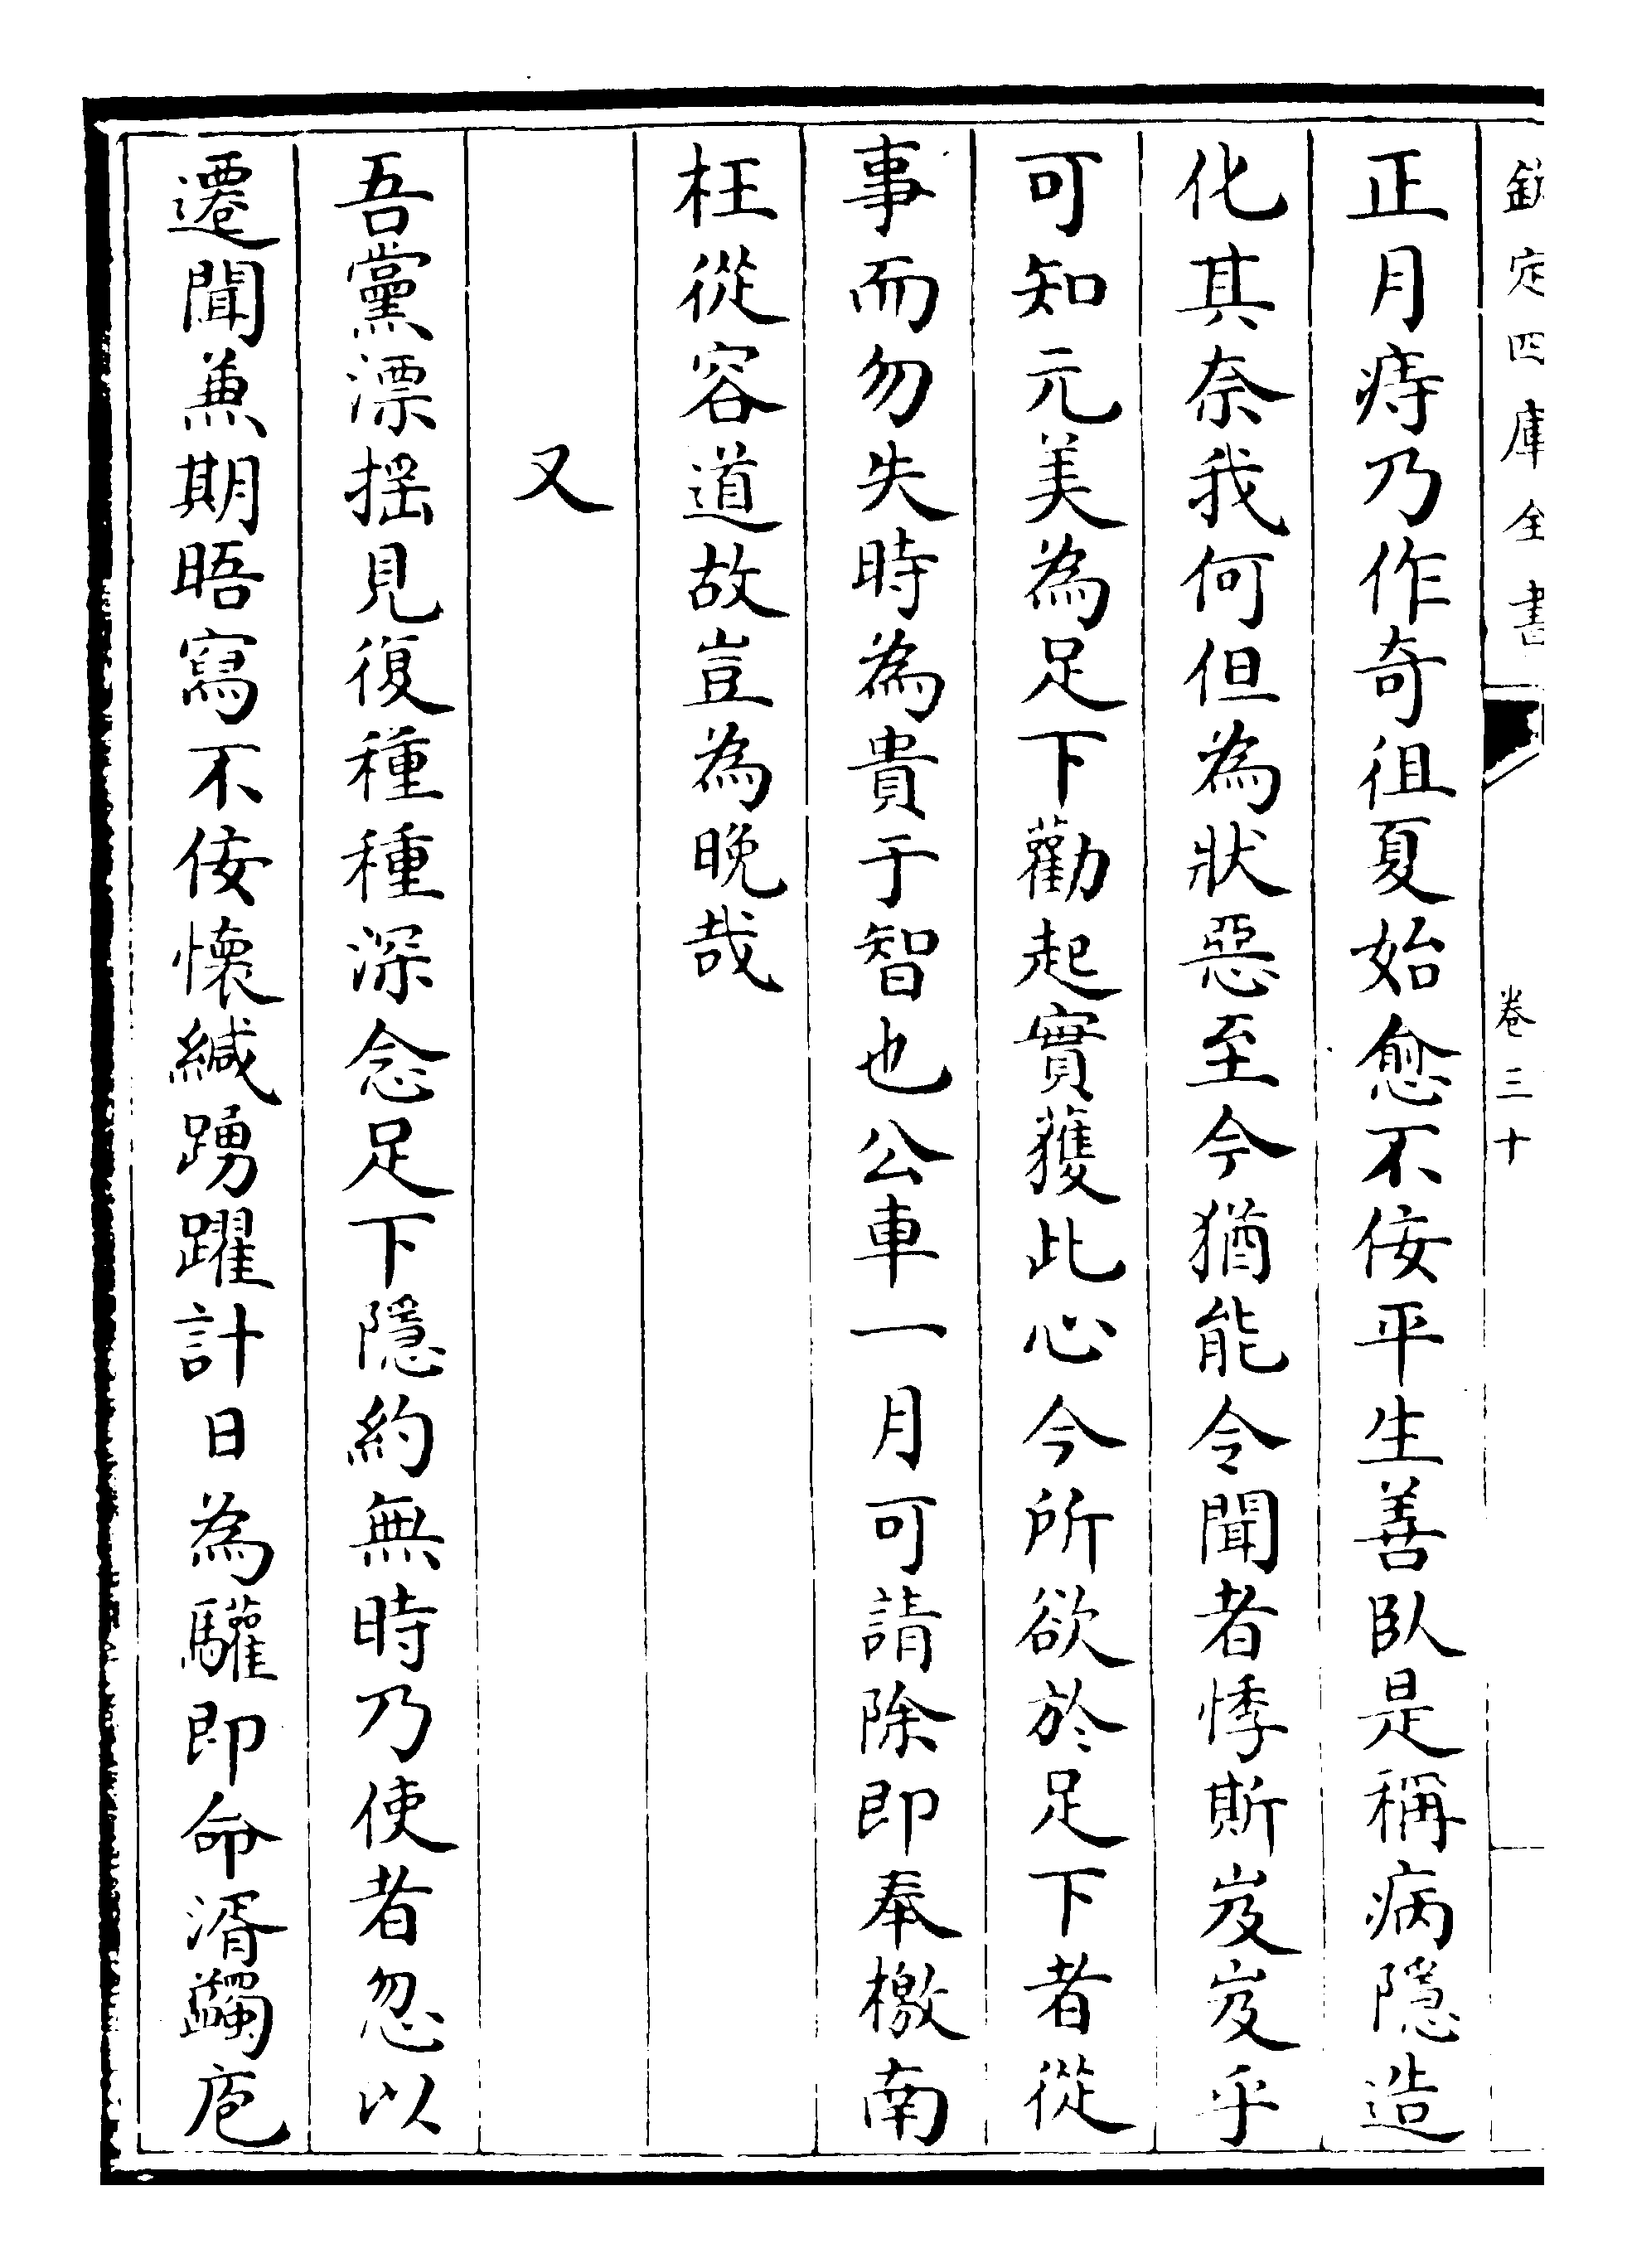 欽定四庫全書
卷三十
正月痔乃作奇徂夏始愈不佞平生善臥是稱病隱造
化其奈我何但為狀惡至今猶能令聞者悸斯岌岌乎
可知元美為足下勸起實獲此心今所欲於足下者從
事而勿失時為貴于智也公車一月可請除即奉檄南
枉從容道故豈為晚哉
又
吾黨漂揺見復種種深念足下隱約無時乃使者忽以
遷聞兼期晤寫不佞懷緘踴躍計日為驩即命湑蠲庖